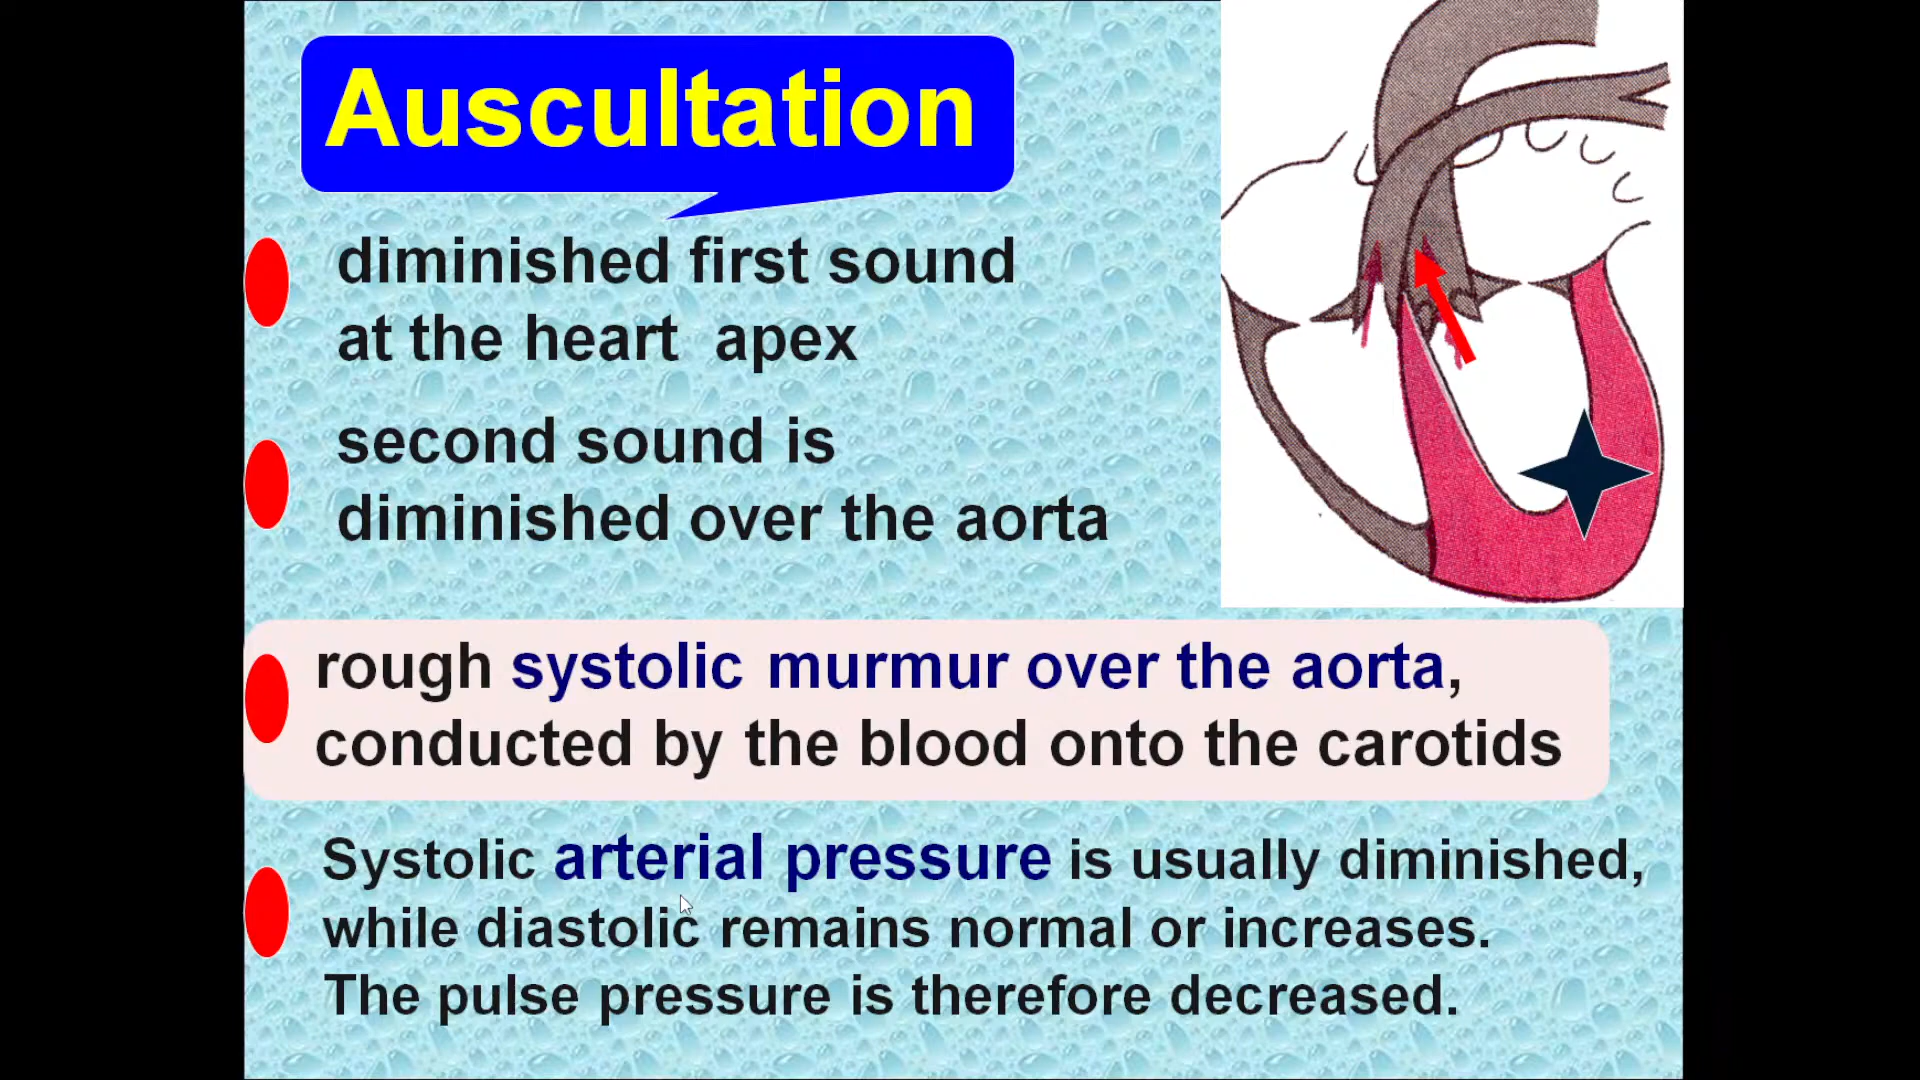 Auscultation
diminished first sound
at the heart apex
second sound is
diminished over the aorta
rough systolic murmur over the aorta,
conducted by the blood onto the carotids
Systolic arterial pressure is usually diminished,
while diastolic remains normal or increases.
The pulse pressure is therefore decreased.